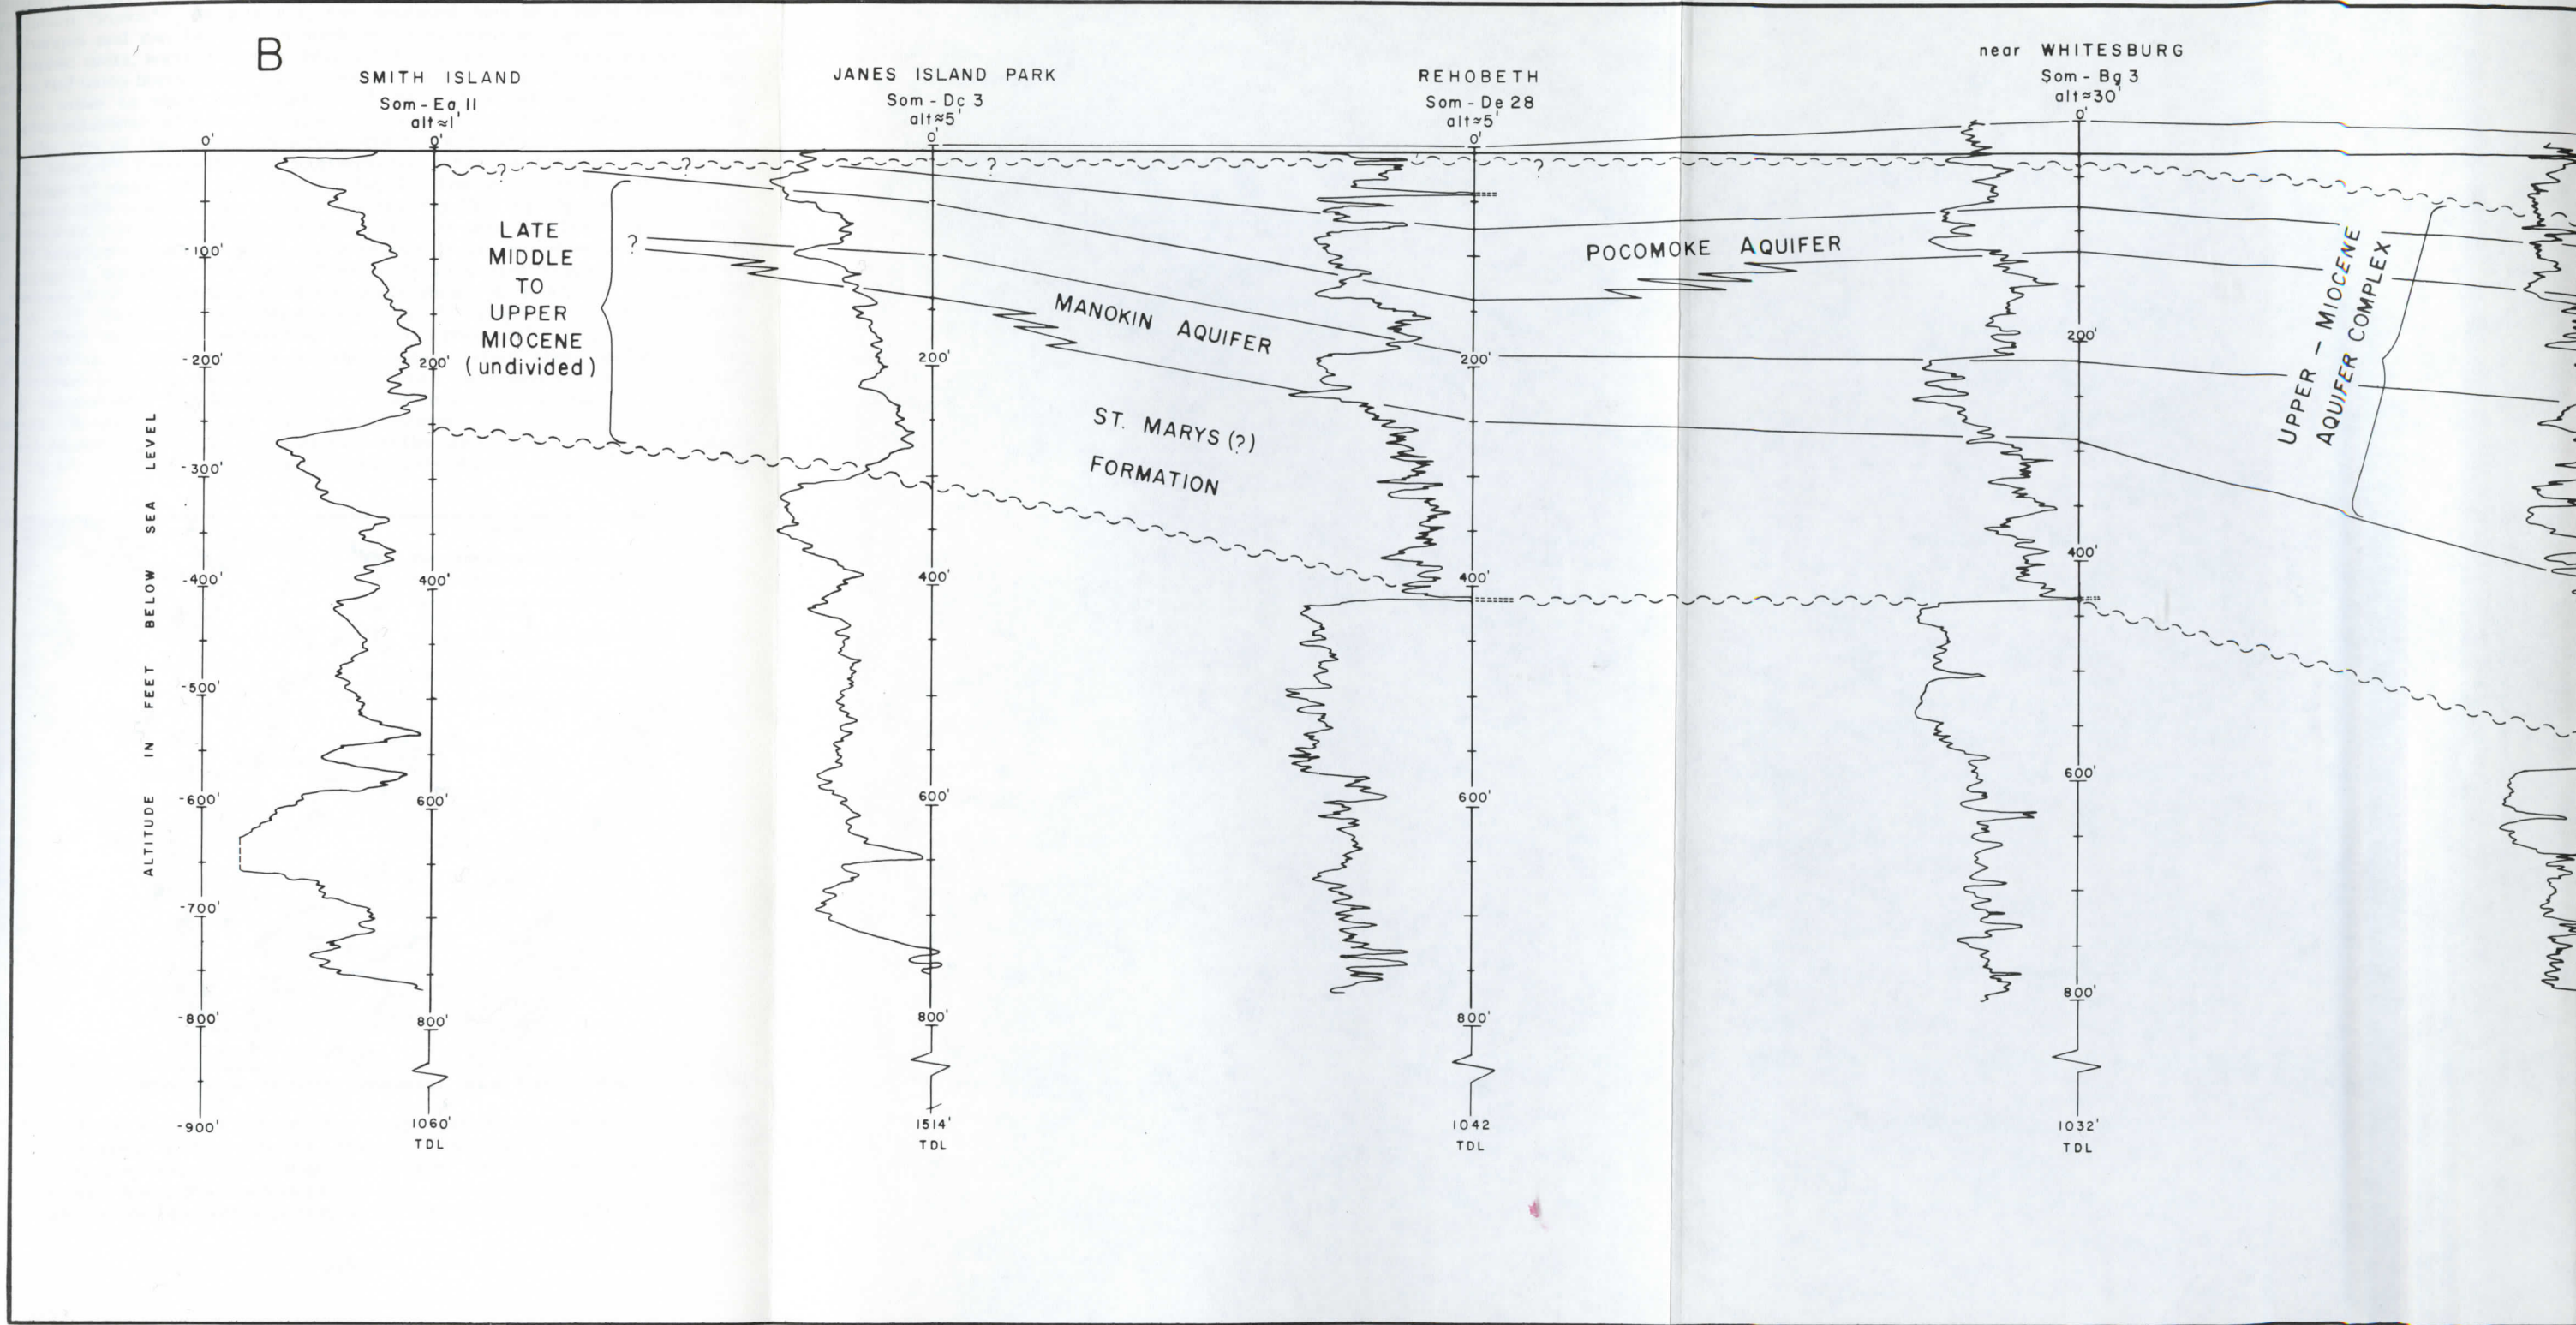 B
SMITH ISLAND
Som - Ea 11
alt≈1'
JANES ISLAND PARK
Som - Dc 3
alt≈5'
REHOBETH
Som - De 28
alt≈5'
near WHITESBURG
Som - Bg 3
alt≈30'
0'
-100'
-200'
-300'
-400'
-500'
-600'
-700'
-800'
-900'
ALTITUDE IN FEET BELOW SEA LEVEL
0'
200'
400'
600'
800'
1060'
TDL
?
?
?
?
LATE
MIDDLE
TO
UPPER
MIOCENE
(undivided)
?
0'
200'
400'
600'
800'
1514'
TDL
MANOKIN AQUIFER
ST. MARYS (?)
FORMATION
0'
200'
400'
600'
800'
1042
TDL
POCOMOKE AQUIFER
0'
200'
400'
600'
800'
1032'
TDL
UPPER - MIOCENE
AQUIFER COMPLEX